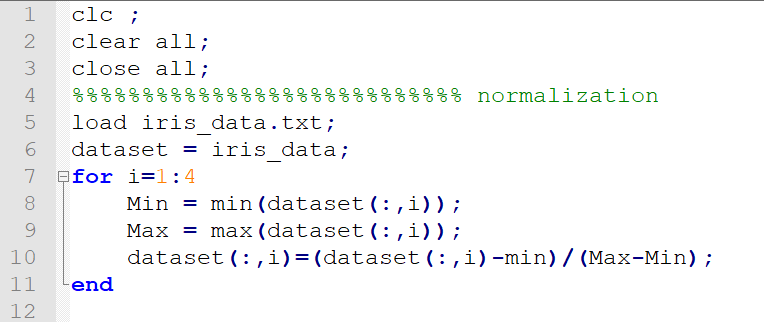 1 clc ;
2 clear all;
3 close all;
4 %%%%%%%%%%%%%%%%%%%%%%%%%%%% normalization
5 load iris_data.txt;
6 dataset = iris_data;
7 for i=1:4
8 Min = min(dataset(:,i));
9 Max = max(dataset(:,i));
10 dataset(:,i)=(dataset(:,i)-min)/(Max-Min);
11 end
12